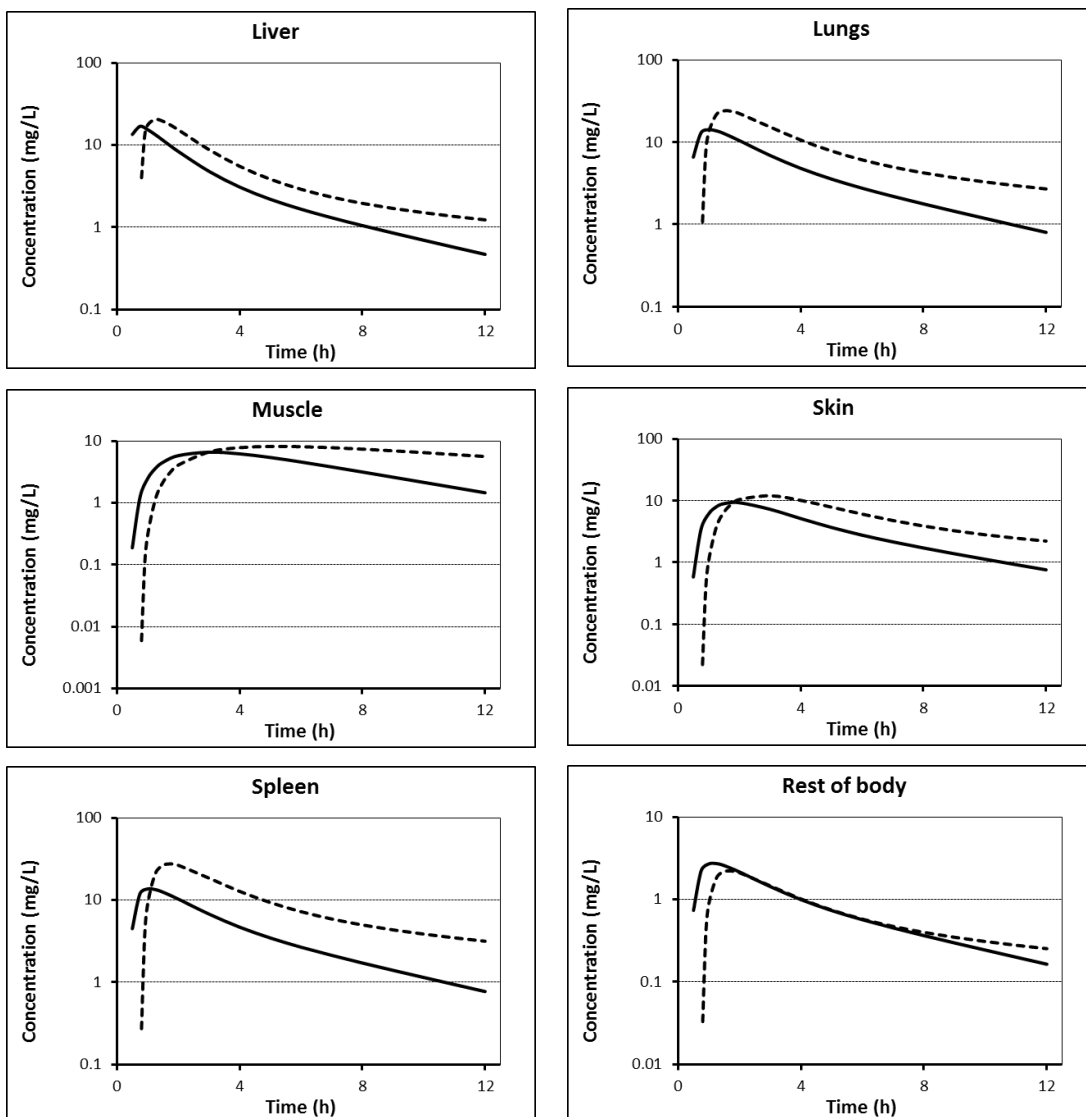 Liver
Concentration (mg/L)
100
10
1
0.1
0 4 8 12
Time (h)
Lungs
Concentration (mg/L)
100
10
1
0.1
0 4 8 12
Time (h)
Muscle
Concentration (mg/L)
10
1
0.1
0.01
0.001
0 4 8 12
Time (h)
Skin
Concentration (mg/L)
100
10
1
0.1
0.01
0 4 8 12
Time (h)
Spleen
Concentration (mg/L)
100
10
1
0.1
0 4 8 12
Time (h)
Rest of body
Concentration (mg/L)
10
1
0.1
0.01
0 4 8 12
Time (h)